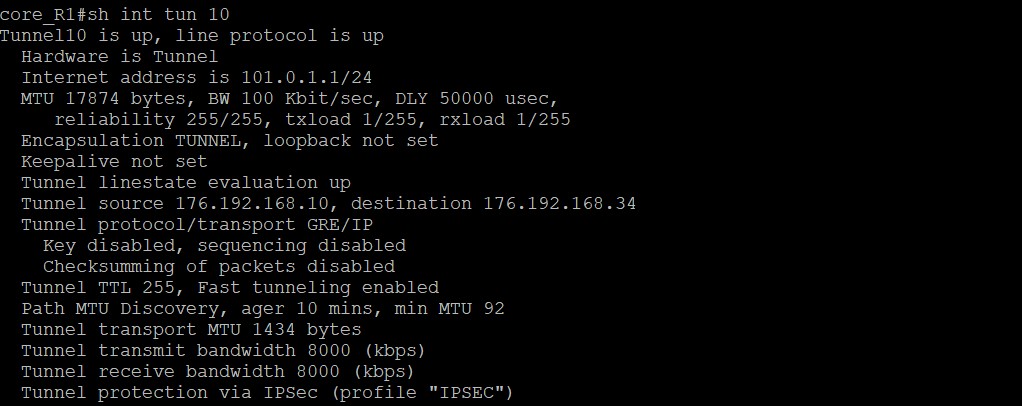 core_R1#sh int tun 10
Tunnel10 is up, line protocol is up
Hardware is Tunnel
Internet address is 101.0.1.1/24
MTU 17874 bytes, BW 100 Kbit/sec, DLY 50000 usec,
reliability 255/255, txload 1/255, rxload 1/255
Encapsulation TUNNEL, loopback not set
Keepalive not set
Tunnel linestate evaluation up
Tunnel source 176.192.168.10, destination 176.192.168.34
Tunnel protocol/transport GRE/IP
Key disabled, sequencing disabled
Checksumming of packets disabled
Tunnel TTL 255, Fast tunneling enabled
Path MTU Discovery, ager 10 mins, min MTU 92
Tunnel transport MTU 1434 bytes
Tunnel transmit bandwidth 8000 (kbps)
Tunnel receive bandwidth 8000 (kbps)
Tunnel protection via IPSec (profile "IPSEC")